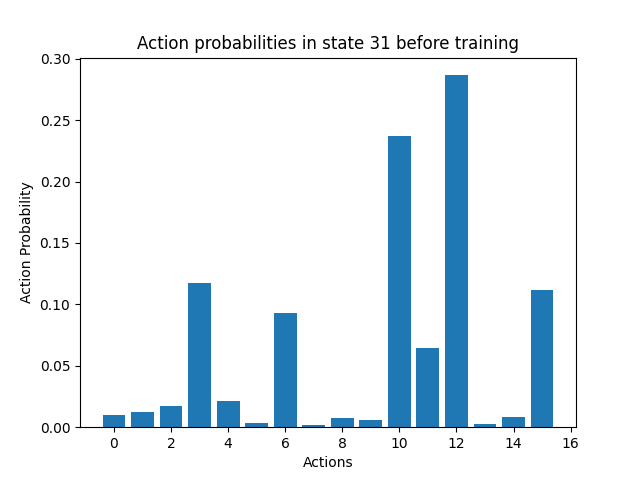 Action probabilities in state 31 before training
0.30
0.25
0.20
0.15
0.10
0.05
0.00
Action Probability
0 2 4 6 8 10 12 14 16
Actions